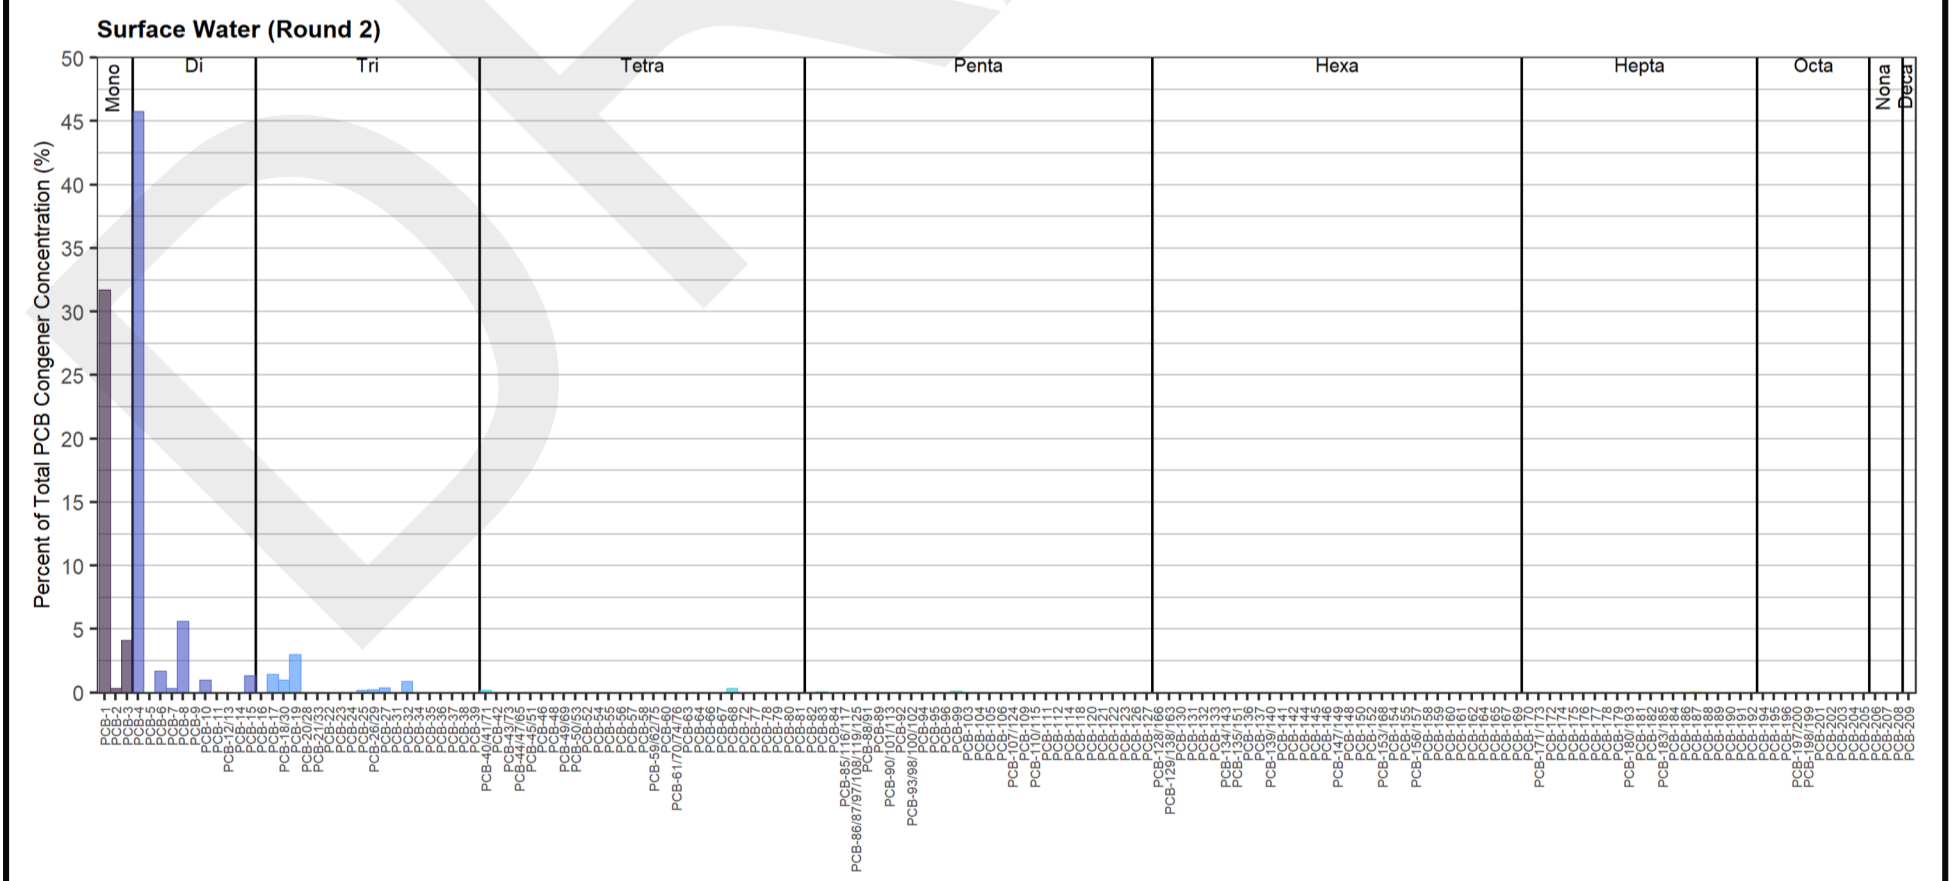 Surface Water (Round 2)
Percent of Total PCB Congener Concentration (%)
50
45
40
35
30
25
20
15
10
5
0
Mono
Di
Tri
Tetra
Penta
Hexa
Hepta
Octa
Nona
Deca
PCB-1
PCB-2
PCB-3
PCB-4
PCB-5
PCB-6
PCB-7
PCB-8
PCB-9
PCB-10
PCB-11
PCB-12/13
PCB-14
PCB-15
PCB-16
PCB-17
PCB-18/30
PCB-19
PCB-20/28
PCB-21/33
PCB-22
PCB-23
PCB-24
PCB-25
PCB-26/29
PCB-27
PCB-31
PCB-32
PCB-34
PCB-35
PCB-36
PCB-37
PCB-38
PCB-39
PCB-40/41/71
PCB-42
PCB-43/73
PCB-44/47/65
PCB-45/51
PCB-46
PCB-48
PCB-49/69
PCB-50/53
PCB-52
PCB-54
PCB-55
PCB-56
PCB-57
PCB-58
PCB-59/62/75
PCB-60
PCB-61/70/74/76
PCB-63
PCB-64
PCB-66
PCB-67
PCB-68
PCB-72
PCB-77
PCB-78
PCB-79
PCB-80
PCB-81
PCB-82
PCB-83
PCB-84
PCB-85/116/117
PCB-86/87/97/108/119/125
PCB-88/91
PCB-89
PCB-90/101/113
PCB-92
PCB-93/98/100/102
PCB-94
PCB-95
PCB-96
PCB-99
PCB-103
PCB-104
PCB-105
PCB-106
PCB-107/124
PCB-109
PCB-110/115
PCB-111
PCB-112
PCB-114
PCB-118
PCB-120
PCB-121
PCB-122
PCB-123
PCB-126
PCB-127
PCB-128/166
PCB-129/138/163
PCB-130
PCB-131
PCB-132
PCB-133
PCB-134/143
PCB-135/151
PCB-136
PCB-137
PCB-139/140
PCB-141
PCB-142
PCB-144
PCB-145
PCB-146
PCB-147/149
PCB-148
PCB-150
PCB-152
PCB-153/168
PCB-154
PCB-155
PCB-156/157
PCB-158
PCB-159
PCB-160
PCB-161
PCB-162
PCB-164
PCB-165
PCB-167
PCB-169
PCB-170
PCB-171/173
PCB-172
PCB-174
PCB-175
PCB-176
PCB-177
PCB-178
PCB-179
PCB-180/193
PCB-181
PCB-182
PCB-183/185
PCB-184
PCB-186
PCB-187
PCB-188
PCB-189
PCB-190
PCB-191
PCB-192
PCB-194
PCB-195
PCB-196
PCB-197/200
PCB-198/199
PCB-201
PCB-202
PCB-203
PCB-204
PCB-205
PCB-206
PCB-207
PCB-208
PCB-209